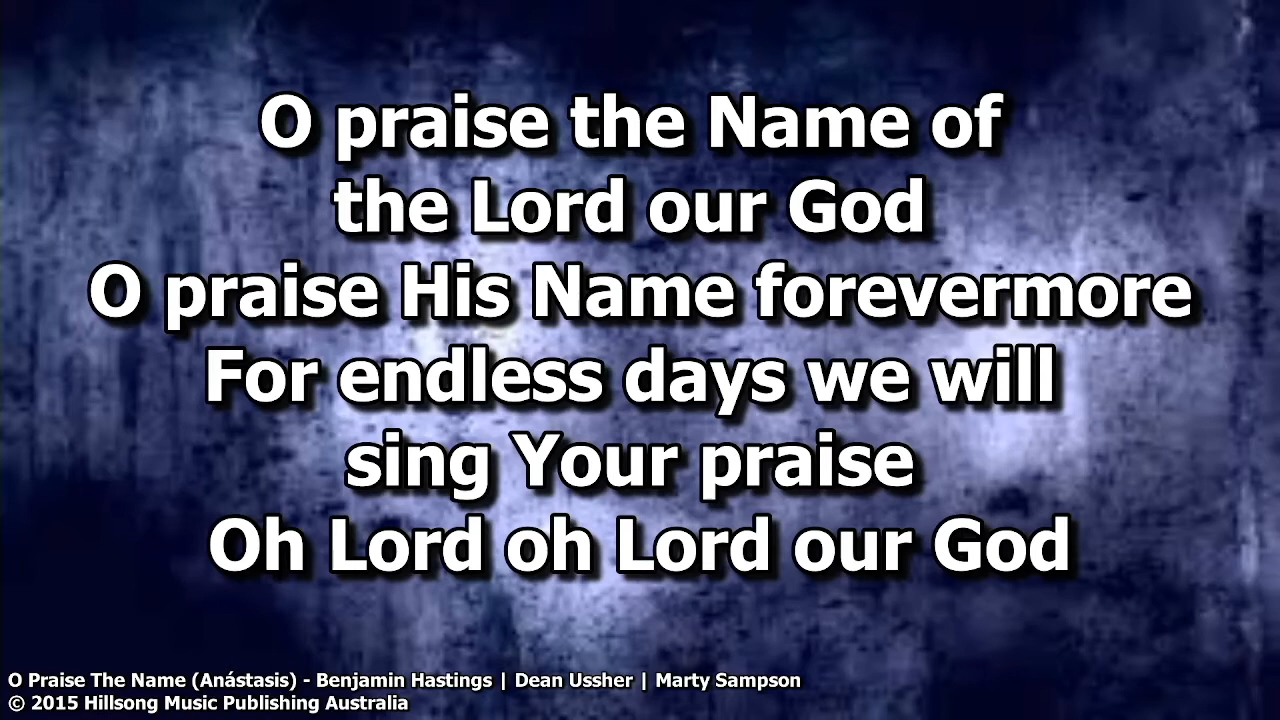 O praise the Name of
the Lord our God
O praise His Name forevermore
For endless days we will
sing Your praise
Oh Lord oh Lord our God
O Praise The Name (Anástasis) - Benjamin Hastings | Dean Ussher | Marty Sampson
© 2015 Hillsong Music Publishing Australia